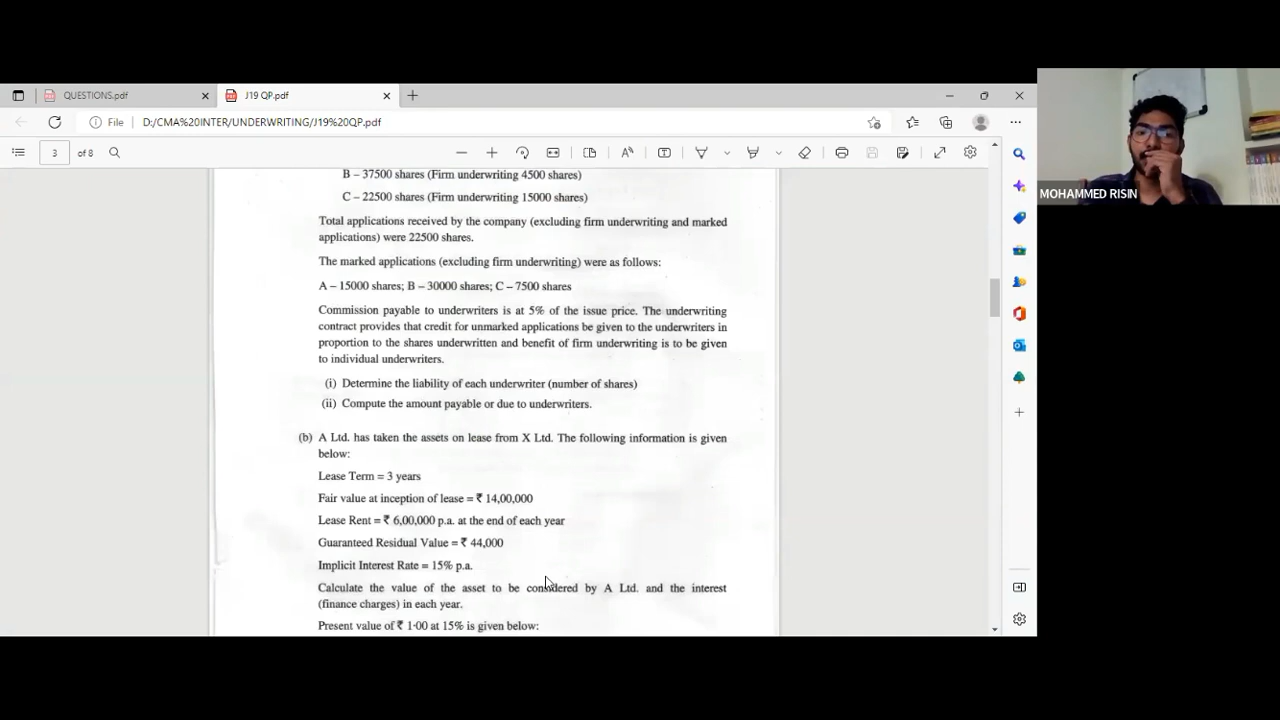 QUESTIONS.pdf
J19 QP.pdf
File
D:/CMA%20INTER/UNDERWRITING/J19%20QP.pdf
3 of 8
B – 37500 shares (Firm underwriting 4500 shares)
C – 22500 shares (Firm underwriting 15000 shares)
Total applications received by the company (excluding firm underwriting and marked
applications) were 22500 shares.
The marked applications (excluding firm underwriting) were as follows:
A – 15000 shares; B – 30000 shares; C – 7500 shares
Commission payable to underwriters is at 5% of the issue price. The underwriting
contract provides that credit for unmarked applications be given to the underwriters in
proportion to the shares underwritten and benefit of firm underwriting is to be given
to individual underwriters.
(i) Determine the liability of each underwriter (number of shares)
(ii) Compute the amount payable or due to underwriters.
(b) A Ltd. has taken the assets on lease from X Ltd. The following information is given
below:
Lease Term = 3 years
Fair value at inception of lease = ₹ 14,00,000
Lease Rent = ₹ 6,00,000 p.a. at the end of each year
Guaranteed Residual Value = ₹ 44,000
Implicit Interest Rate = 15% p.a.
Calculate the value of the asset to be considered by A Ltd. and the interest
(finance charges) in each year.
Present value of ₹ 1·00 at 15% is given below:
MOHAMMED RISIN